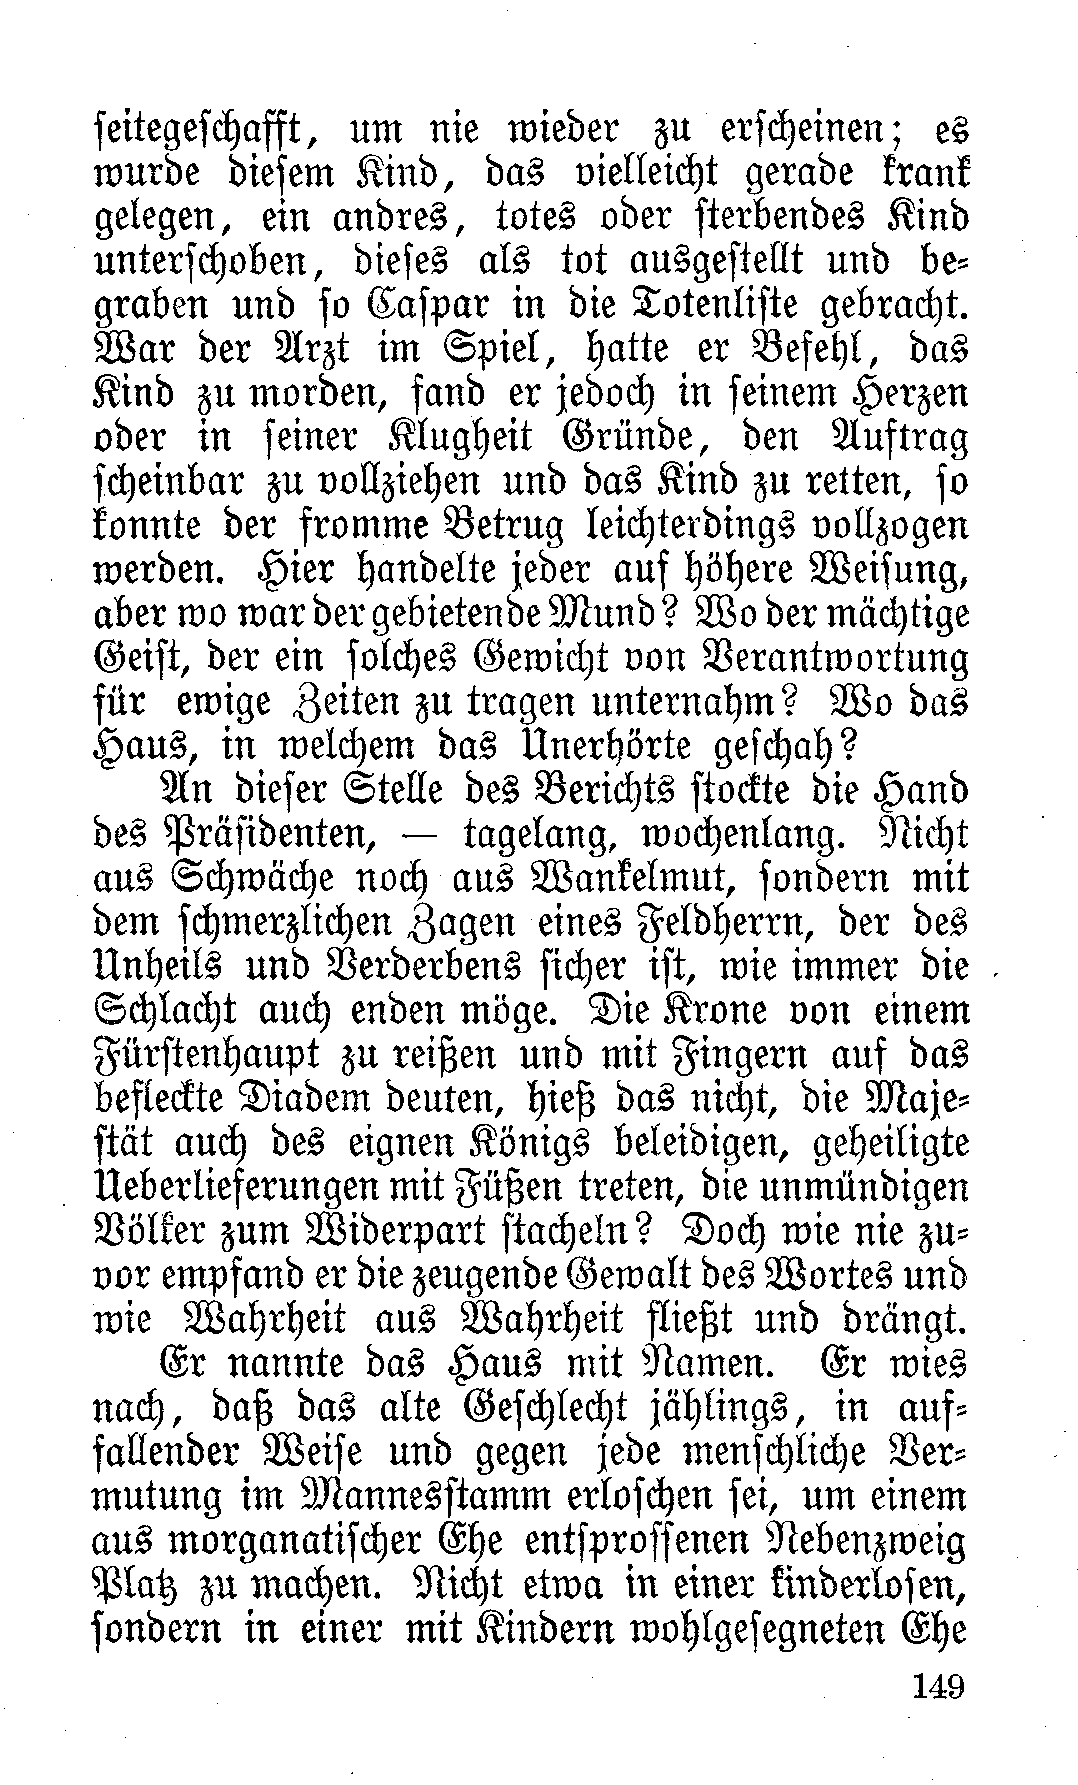 seitegeschafft, um nie wieder zu erscheinen; es
wurde diesem Kind, das vielleicht gerade krank
gelegen, ein andres, totes oder sterbendes Kind
unterschoben, dieses als tot ausgestellt und be-
graben und so Caspar in die Totenliste gebracht.
War der Arzt im Spiel, hatte er Befehl, das
Kind zu morden, fand er jedoch in seinem Herzen
oder in seiner Klugheit Gründe, den Auftrag
scheinbar zu vollziehen und das Kind zu retten, so
konnte der fromme Betrug leichterdings vollzogen
werden. Hier handelte jeder auf höhere Weisung,
aber wo war der gebietende Mund? Wo der mächtige
Geist, der ein solches Gewicht von Verantwortung
für ewige Zeiten zu tragen unternahm? Wo das
Haus, in welchem das Unerhörte geschah?
An dieser Stelle des Berichts stockte die Hand
des Präsidenten, — tagelang, wochenlang. Nicht
aus Schwäche noch aus Wankelmut, sondern mit
dem schmerzlichen Zagen eines Feldherrn, der des
Unheils und Verderbens sicher ist, wie immer die
Schlacht auch enden möge. Die Krone von einem
Fürstenhaupt zu reißen und mit Fingern auf das
befleckte Diadem deuten, hieß das nicht, die Maje-
stät auch des eignen Königs beleidigen, geheiligte
Ueberlieferungen mit Füßen treten, die unmündigen
Völker zum Widerpart stacheln? Doch wie nie zu-
vor empfand er die zeugende Gewalt des Wortes und
wie Wahrheit aus Wahrheit fließt und drängt.
Er nannte das Haus mit Namen. Er wies
nach, daß das alte Geschlecht jählings, in auf-
fallender Weise und gegen jede menschliche Ver-
mutung im Mannesstamm erloschen sei, um einem
aus morganatischer Ehe entsprossenen Nebenzweig
Platz zu machen. Nicht etwa in einer kinderlosen,
sondern in einer mit Kindern wohlgesegneten Ehe
149